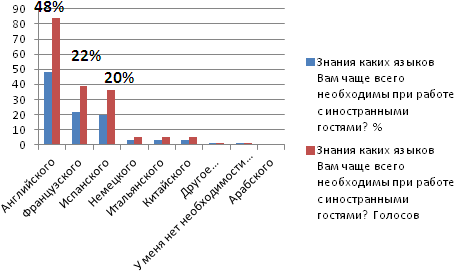 90
80
70
60
50
40
30
20
10
0
48%
22%
20%
Английского
Французского
Испанского
Немецкого
Итальянского
Китайского
Другое…
У меня нет необходимости…
Арабского
Знания каких языков
Вам чаще всего
необходимы при работе
с иностранными
гостями? %
Знания каких языков
Вам чаще всего
необходимы при работе
с иностранными
гостями? Голосов